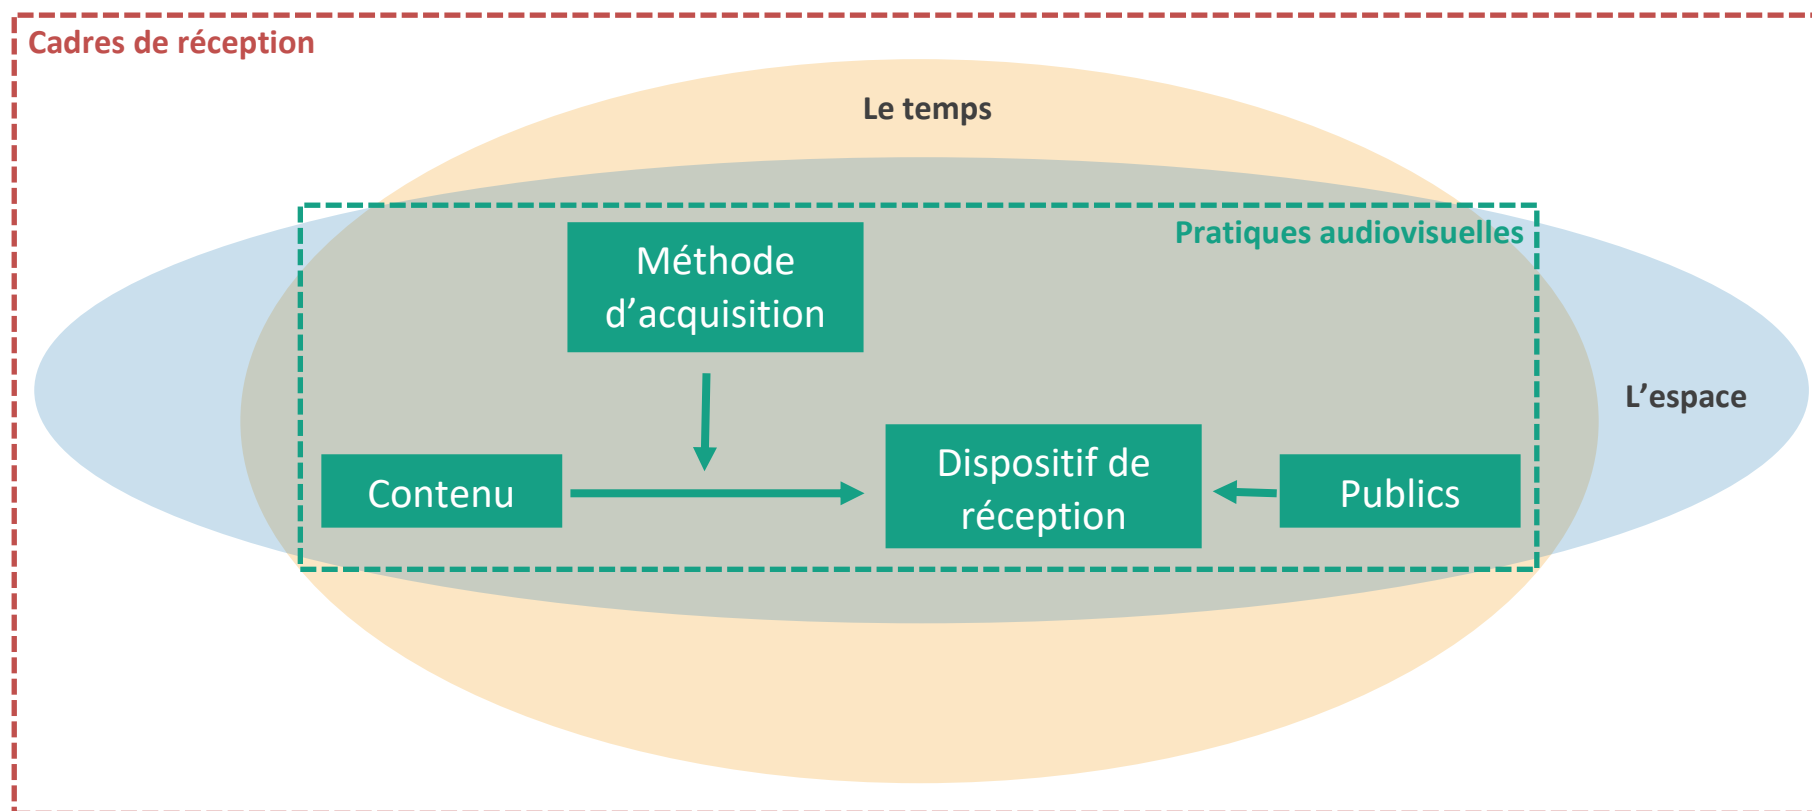 Cadres de réception
Le temps
Pratiques audiovisuelles
Méthode
d’acquisition
L’espace
Contenu
Dispositif de
réception
Publics